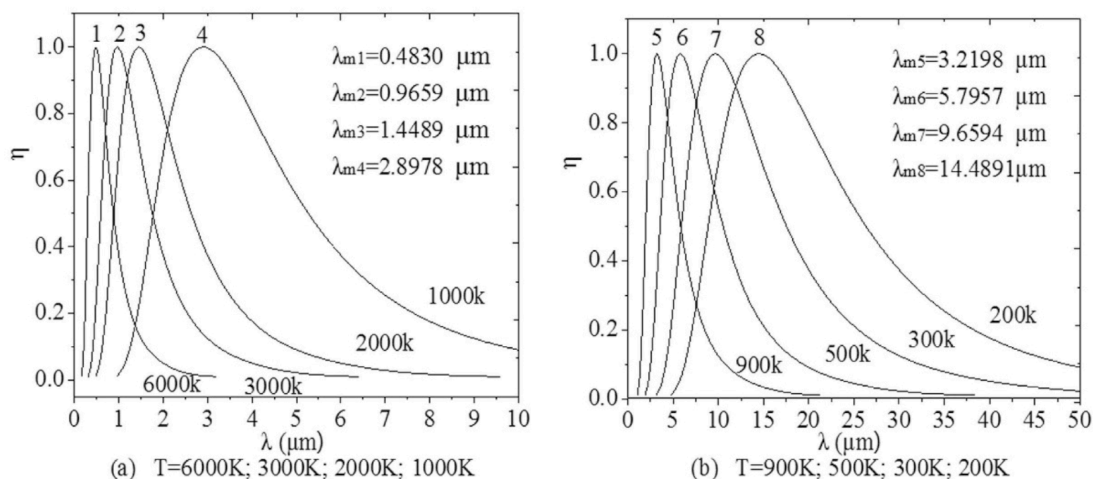 1 2 3 4
λm1=0.4830 μm
λm2=0.9659 μm
λm3=1.4489 μm
λm4=2.8978 μm
1.0
0.8
0.6
0.4
0.2
0.0
η
1000k
2000k
6000k 3000k
0 1 2 3 4 5 6 7 8 9 10
λ (μm)
(a) T=6000K; 3000K; 2000K; 1000K
5 6 7 8
λm5=3.2198 μm
λm6=5.7957 μm
λm7=9.6594 μm
λm8=14.4891μm
1.0
0.8
0.6
0.4
0.2
0.0
η
200k
300k
500k
900k
0 5 10 15 20 25 30 35 40 45 50
λ (μm)
(b) T=900K; 500K; 300K; 200K